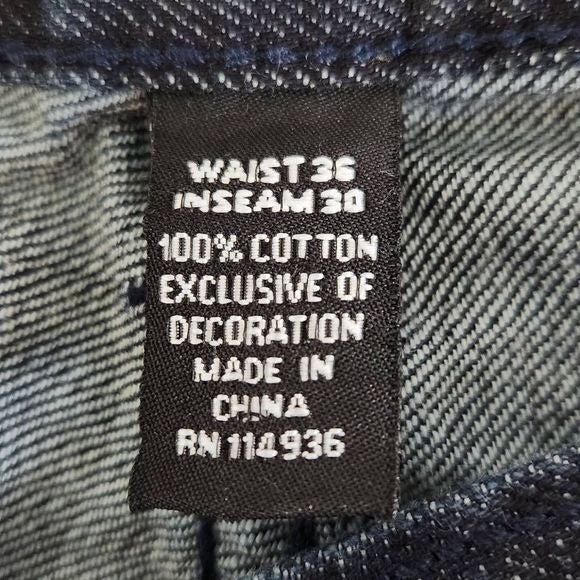 WAIST 36
INSEAM 30
100% COTTON
EXCLUSIVE OF
DECORATION
MADE IN
CHINA
RN 114936